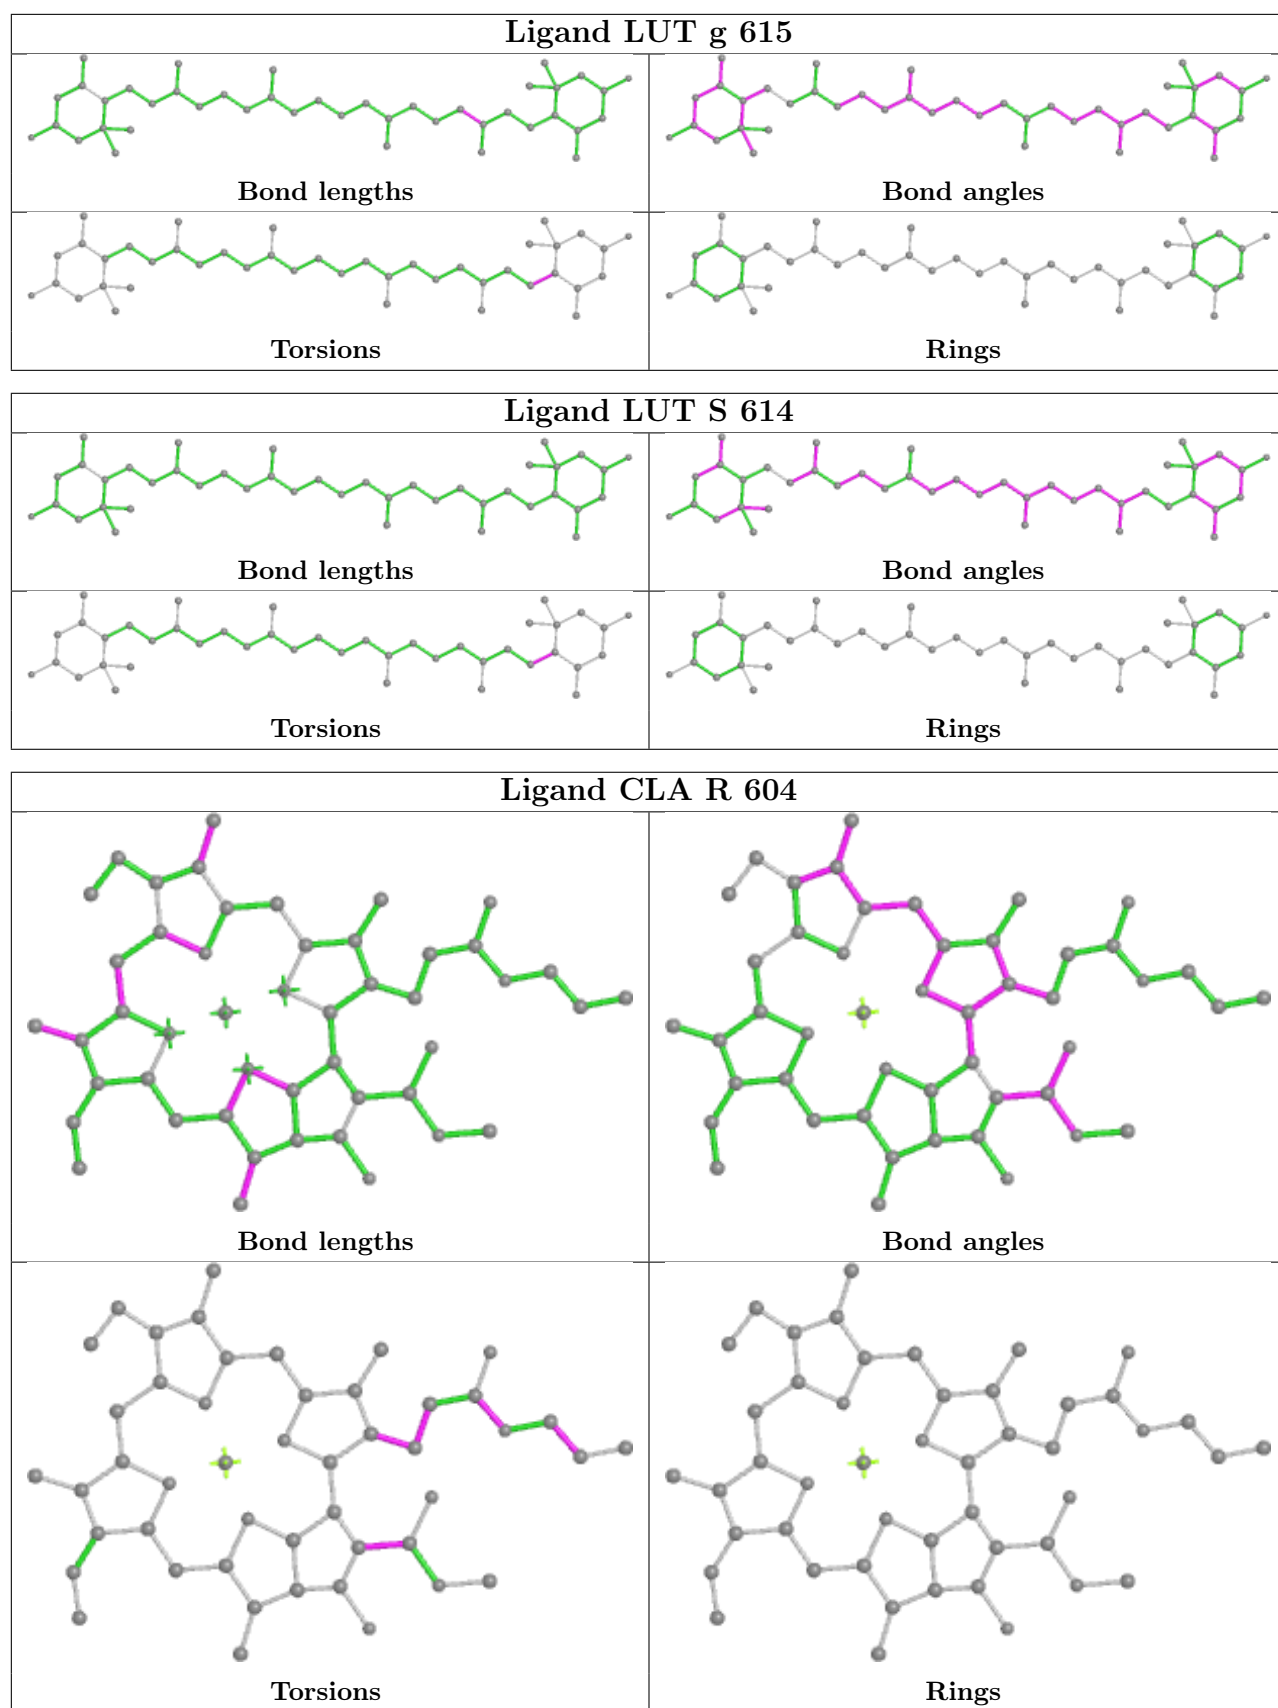 Ligand LUT g 615
Bond lengths
Bond angles
Torsions
Rings
Ligand LUT S 614
Bond lengths
Bond angles
Torsions
Rings
Ligand CLA R 604
Bond lengths
Bond angles
Torsions
Rings